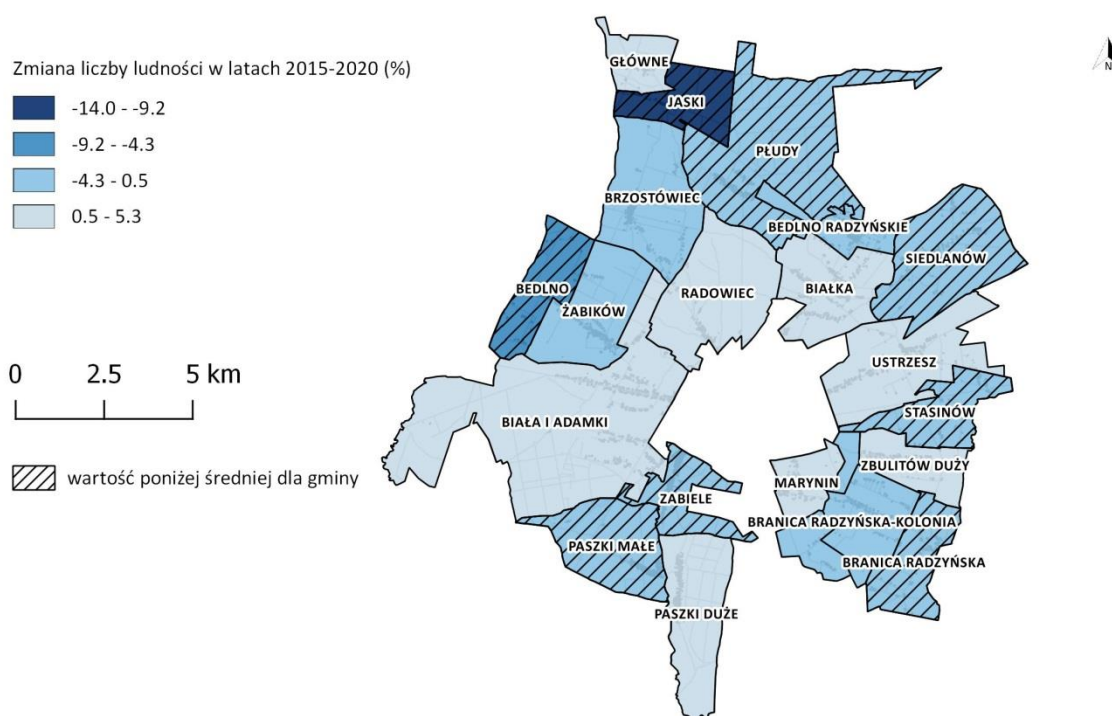 Zmiana liczby ludności w latach 2015-2020 (%)
-14.0 - -9.2
-9.2 - -4.3
-4.3 - 0.5
0.5 - 5.3
0 2.5 5 km
wartość poniżej średniej dla gminy
N
GŁÓWNE
JASKI
PŁUDY
BRZOSTÓWIEC
BEDLNO RADZYŃSKIE
SIEDLANÓW
BEDLNO
RADOWIEC
BIAŁKA
ŻABIKÓW
USTRZESZ
STASINÓW
BIAŁA I ADAMKI
ZBULITÓW DUŻY
MARYNIN
ZABIELE
BRANICA RADZYŃSKA-KOLONIA
PASZKI MAŁE
BRANICA RADZYŃSKA
PASZKI DUŻE